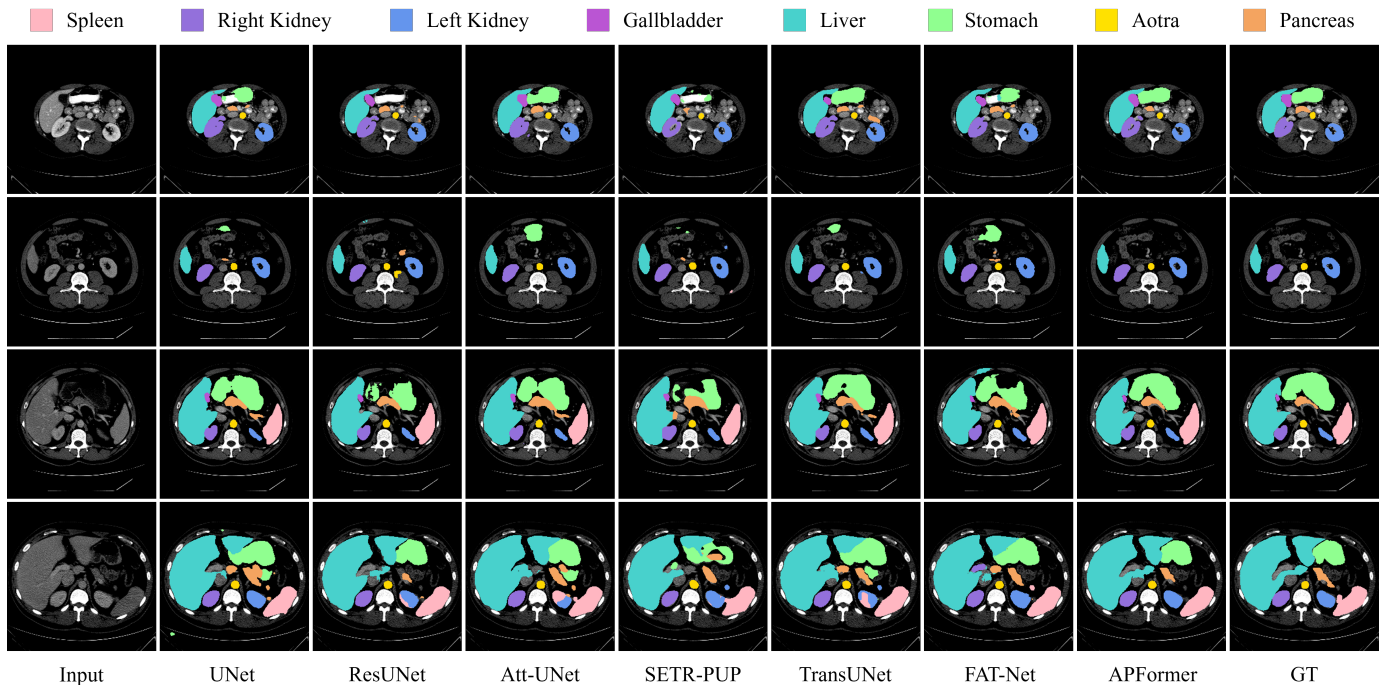 Spleen Right Kidney Left Kidney Gallbladder Liver Stomach Aotra Pancreas
Input UNet ResUNet Att-UNet SETR-PUP TransUNet FAT-Net APFormer GT